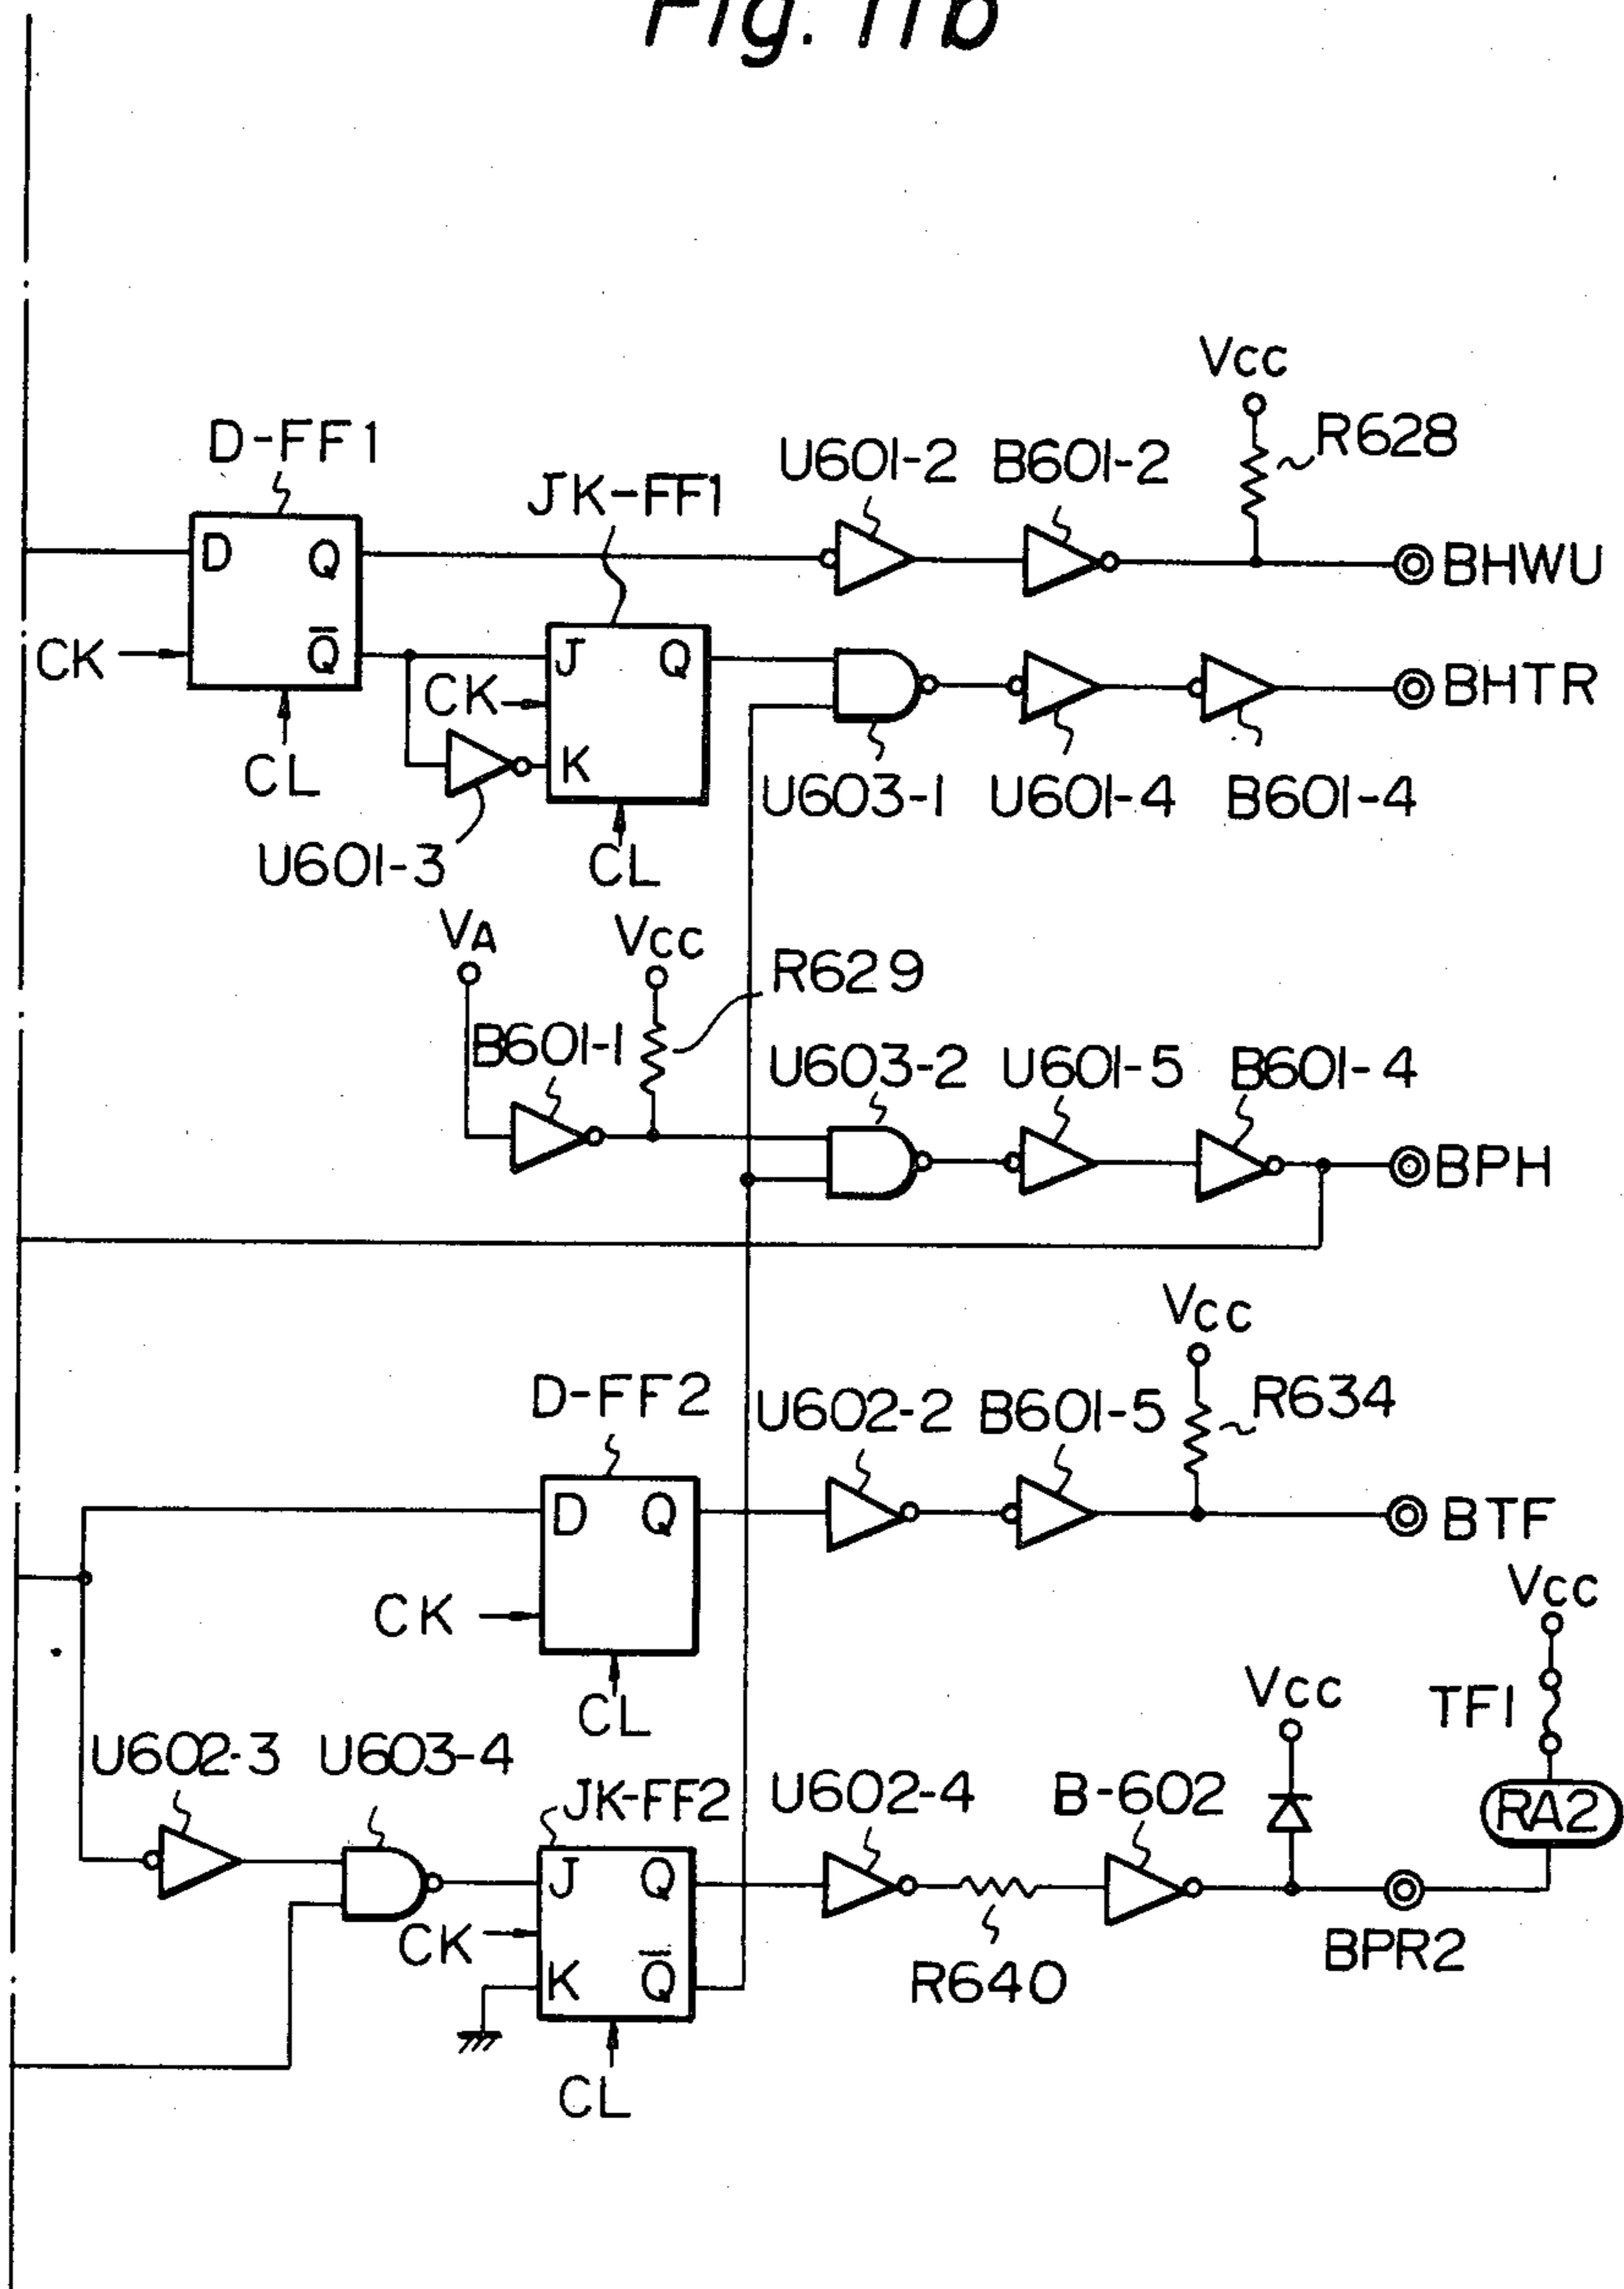 Fig. 11b
Vcc
R628
D-FF1
U601-2
B601-2
JK-FF1
D
Q
BHWU
CK
Q̅
J
Q
BHTR
CK
CL
K
U603-1
U601-4
B601-4
U601-3
CL
VA
Vcc
R629
B601-1
U603-2
U601-5
B601-4
BPH
Vcc
D-FF2
U602-2
B601-5
R634
D
Q
BTF
Vcc
CK
CL
Vcc
TF1
U602-3
U603-4
JK-FF2
U602-4
B-602
RA2
J
Q
CK
BPR2
K
Q̅
R640
CL